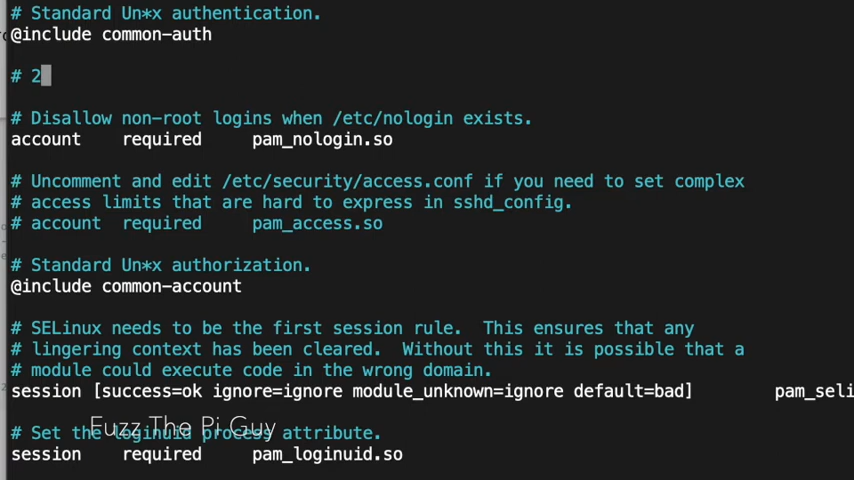 # Standard Un*x authentication.
@include common-auth
# 2
# Disallow non-root logins when /etc/nologin exists.
account    required     pam_nologin.so
# Uncomment and edit /etc/security/access.conf if you need to set complex
# access limits that are hard to express in sshd_config.
# account  required     pam_access.so
# Standard Un*x authorization.
@include common-account
# SELinux needs to be the first session rule.  This ensures that any
# lingering context has been cleared.  Without this it is possible that a
# module could execute code in the wrong domain.
session [success=ok ignore=ignore module_unknown=ignore default=bad]        pam_seli
Fuzz The Pi Guy
# Set the loginuid process attribute.
session    required     pam_loginuid.so